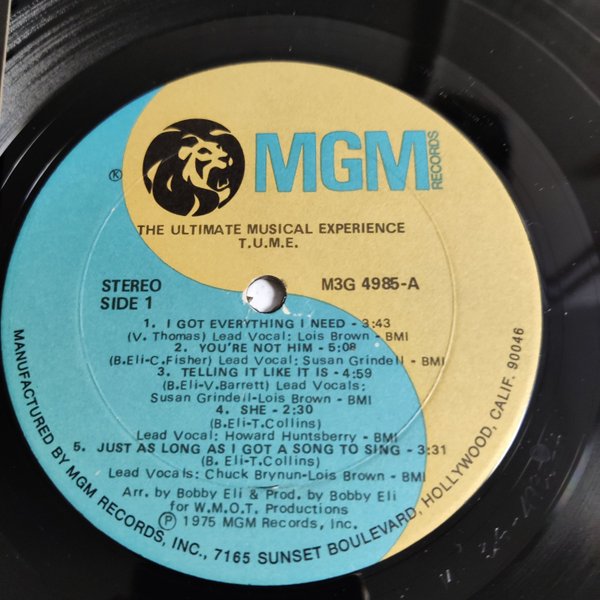 MGM
RECORDS
Ⓚ
THE ULTIMATE MUSICAL EXPERIENCE
T.U.M.E.
STEREO
SIDE 1
M3G 4985-A
1. I GOT EVERYTHING I NEED - 3:43
(V. Thomas) Lead Vocal: Lois Brown - BMI
2. YOU'RE NOT HIM - 5:08
(B.Eli-C.Fisher) Lead Vocal: Susan Grindell - BMI
3. TELLING IT LIKE IT IS - 4:59
(B.Eli-V.Barrett) Lead Vocals:
Susan Grindell-Lois Brown - BMI
4. SHE - 2:30
(B.Eli-T.Collins)
Lead Vocal: Howard Huntsberry - BMI
5. JUST AS LONG AS I GOT A SONG TO SING - 3:31
(B. Eli-T.Collins)
Lead Vocals: Chuck Brynun-Lois Brown - BMI
Arr. by Bobby Eli & Prod. by Bobby Eli
for W.M.O.T. Productions
Ⓟ 1975 MGM Records, Inc.
MANUFACTURED BY MGM RECORDS, INC., 7165 SUNSET BOULEVARD, HOLLYWOOD, CALIF. 90046